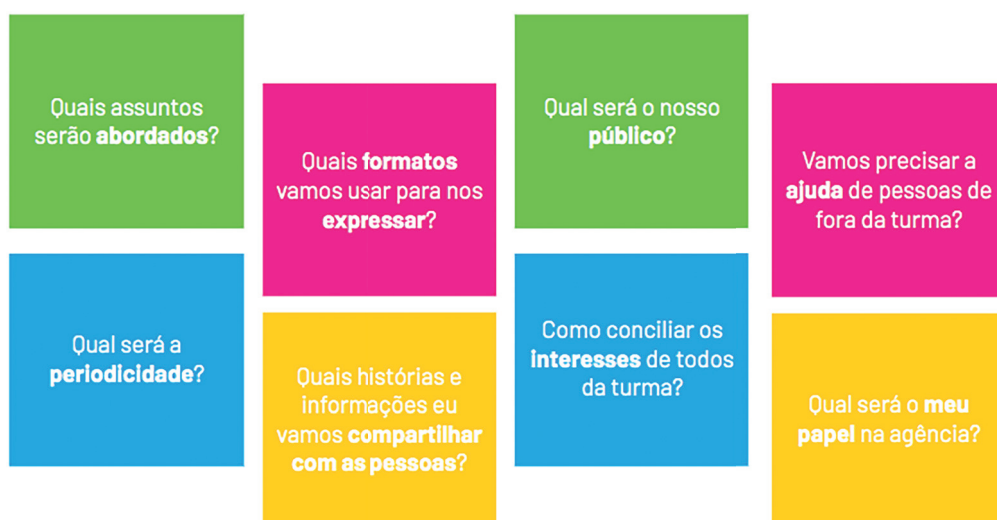 Quais assuntos
serão abordados?
Quais formatos
vamos usar para nos
expressar?
Qual será o nosso
público?
Vamos precisar a
ajuda de pessoas de
fora da turma?
Qual será a
periodicidade?
Quais histórias e
informações eu
vamos compartilhar
com as pessoas?
Como conciliar os
interesses de todos
da turma?
Qual será o meu
papel na agência?